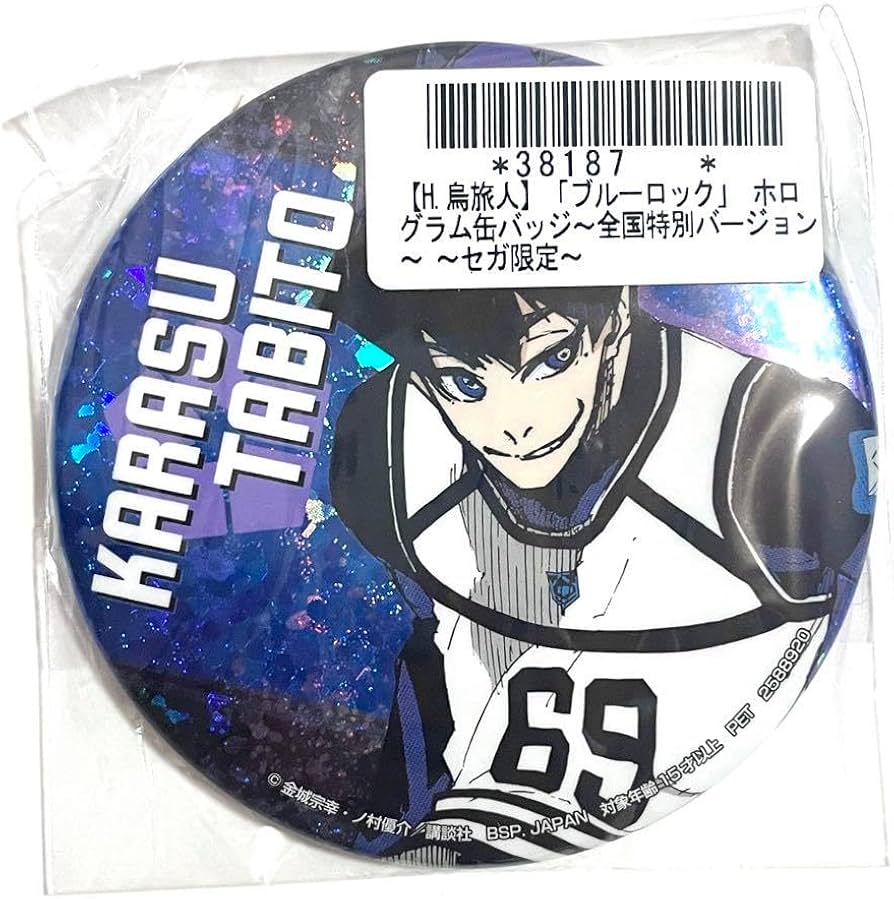 *38187 *
【H.烏旅人】「ブルーロック」 ホロ
グラム缶バッジ～全国特別バージョン
～ ～セガ限定～
KARASU
TABITO
69
© 金城宗幸・ノ村優介/講談社 BSP. JAPAN 対象年齢15才以上 PET 2588920